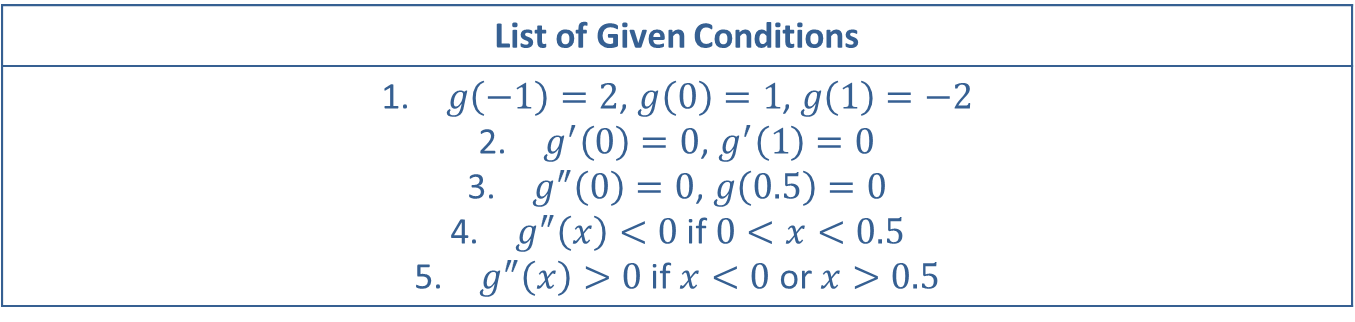 List of Given Conditions
1. g(−1) = 2, g(0) = 1, g(1) = −2
2. g′(0) = 0, g′(1) = 0
3. g″(0) = 0, g(0.5) = 0
4. g″(x) < 0 if 0 < x < 0.5
5. g″(x) > 0 if x < 0 or x > 0.5